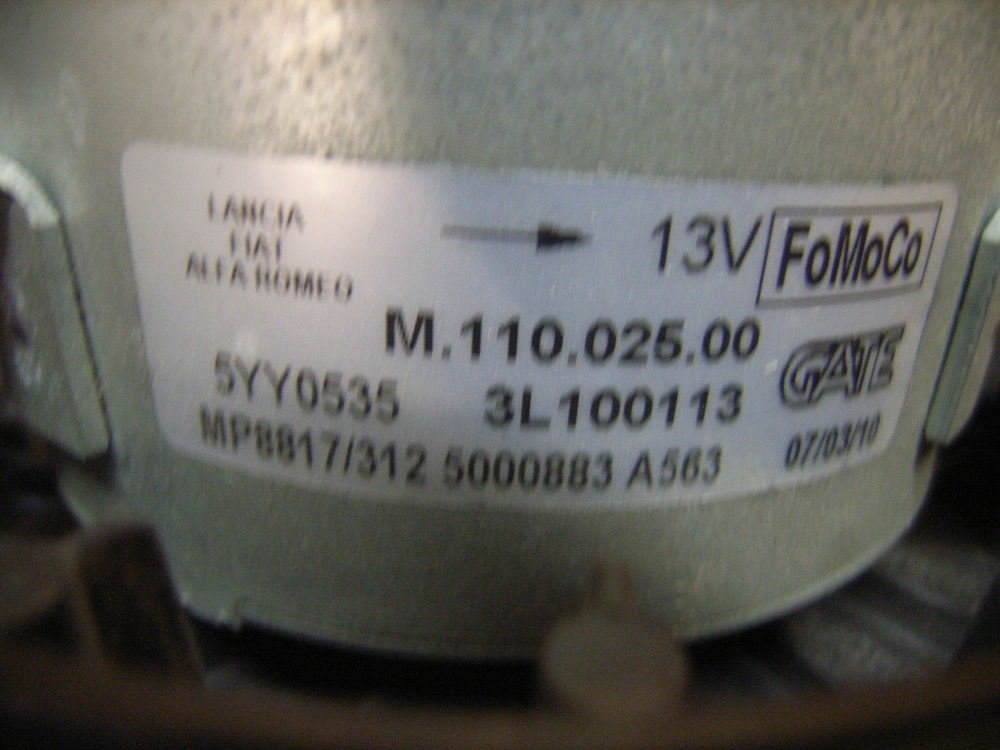 LANCIA
FIAT
ALFA ROMEO
13V FoMoCo
M.110.025.00
GATE
5YY0535 3L100113
MP8817/312 5000883 A563 07/03/10